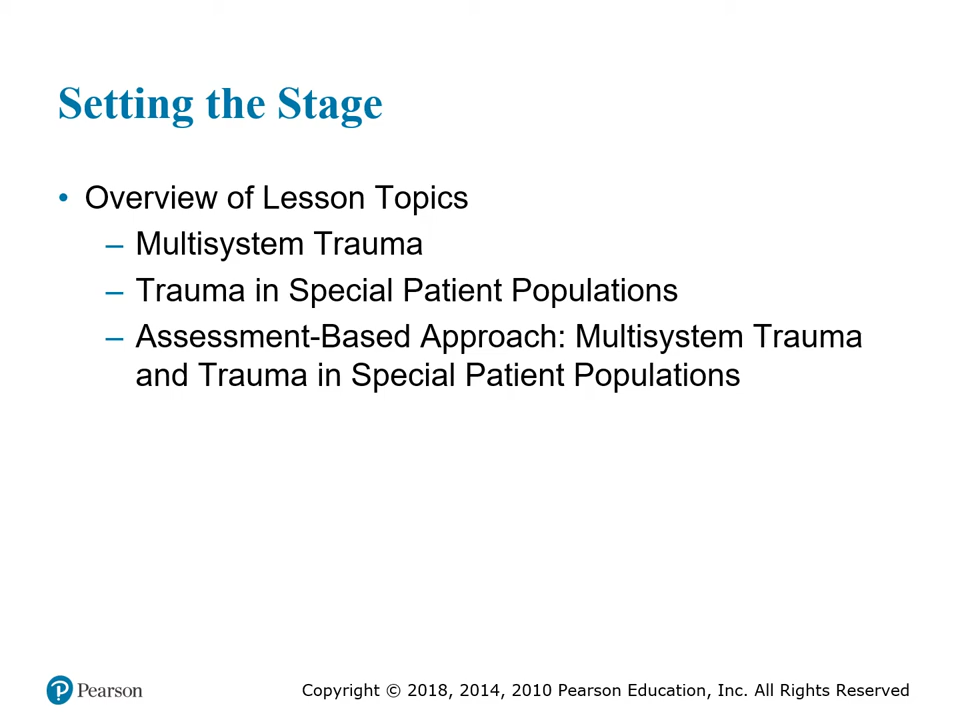 Setting the Stage
• Overview of Lesson Topics
– Multisystem Trauma
– Trauma in Special Patient Populations
– Assessment-Based Approach: Multisystem Trauma
and Trauma in Special Patient Populations
Pearson
Copyright © 2018, 2014, 2010 Pearson Education, Inc. All Rights Reserved